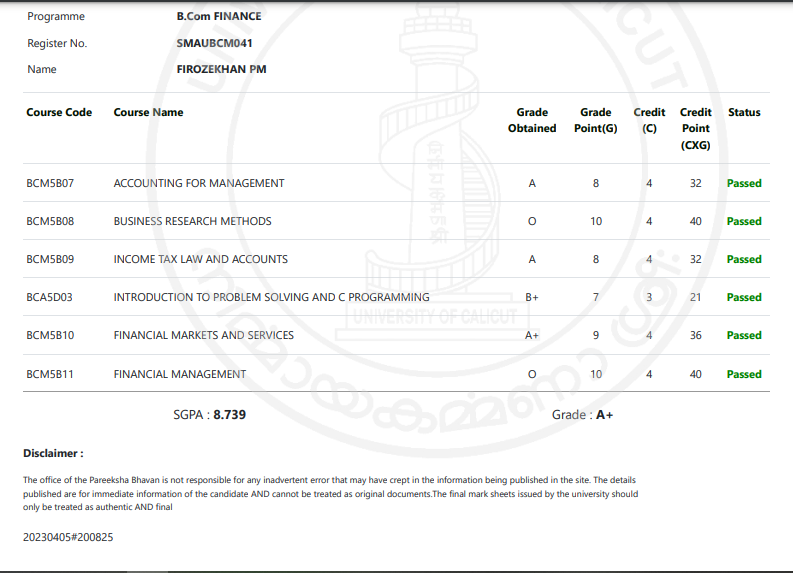 Programme B.Com FINANCE
Register No. SMAUBCM041
Name FIROZEKHAN PM
Course Code Course Name Grade Obtained Grade Point(G) Credit (C) Credit Point (CXG) Status
BCM5B07 ACCOUNTING FOR MANAGEMENT A 8 4 32 Passed
BCM5B08 BUSINESS RESEARCH METHODS O 10 4 40 Passed
BCM5B09 INCOME TAX LAW AND ACCOUNTS A 8 4 32 Passed
BCA5D03 INTRODUCTION TO PROBLEM SOLVING AND C PROGRAMMING B+ 7 3 21 Passed
UNIVERSITY OF CALICUT
BCM5B10 FINANCIAL MARKETS AND SERVICES A+ 9 4 36 Passed
BCM5B11 FINANCIAL MANAGEMENT O 10 4 40 Passed
SGPA : 8.739 Grade : A+
Disclaimer :
The office of the Pareeksha Bhavan is not responsible for any inadvertent error that may have crept in the information being published in the site. The details
published are for immediate information of the candidate AND cannot be treated as original documents.The final mark sheets issued by the university should
only be treated as authentic AND final
20230405#200825